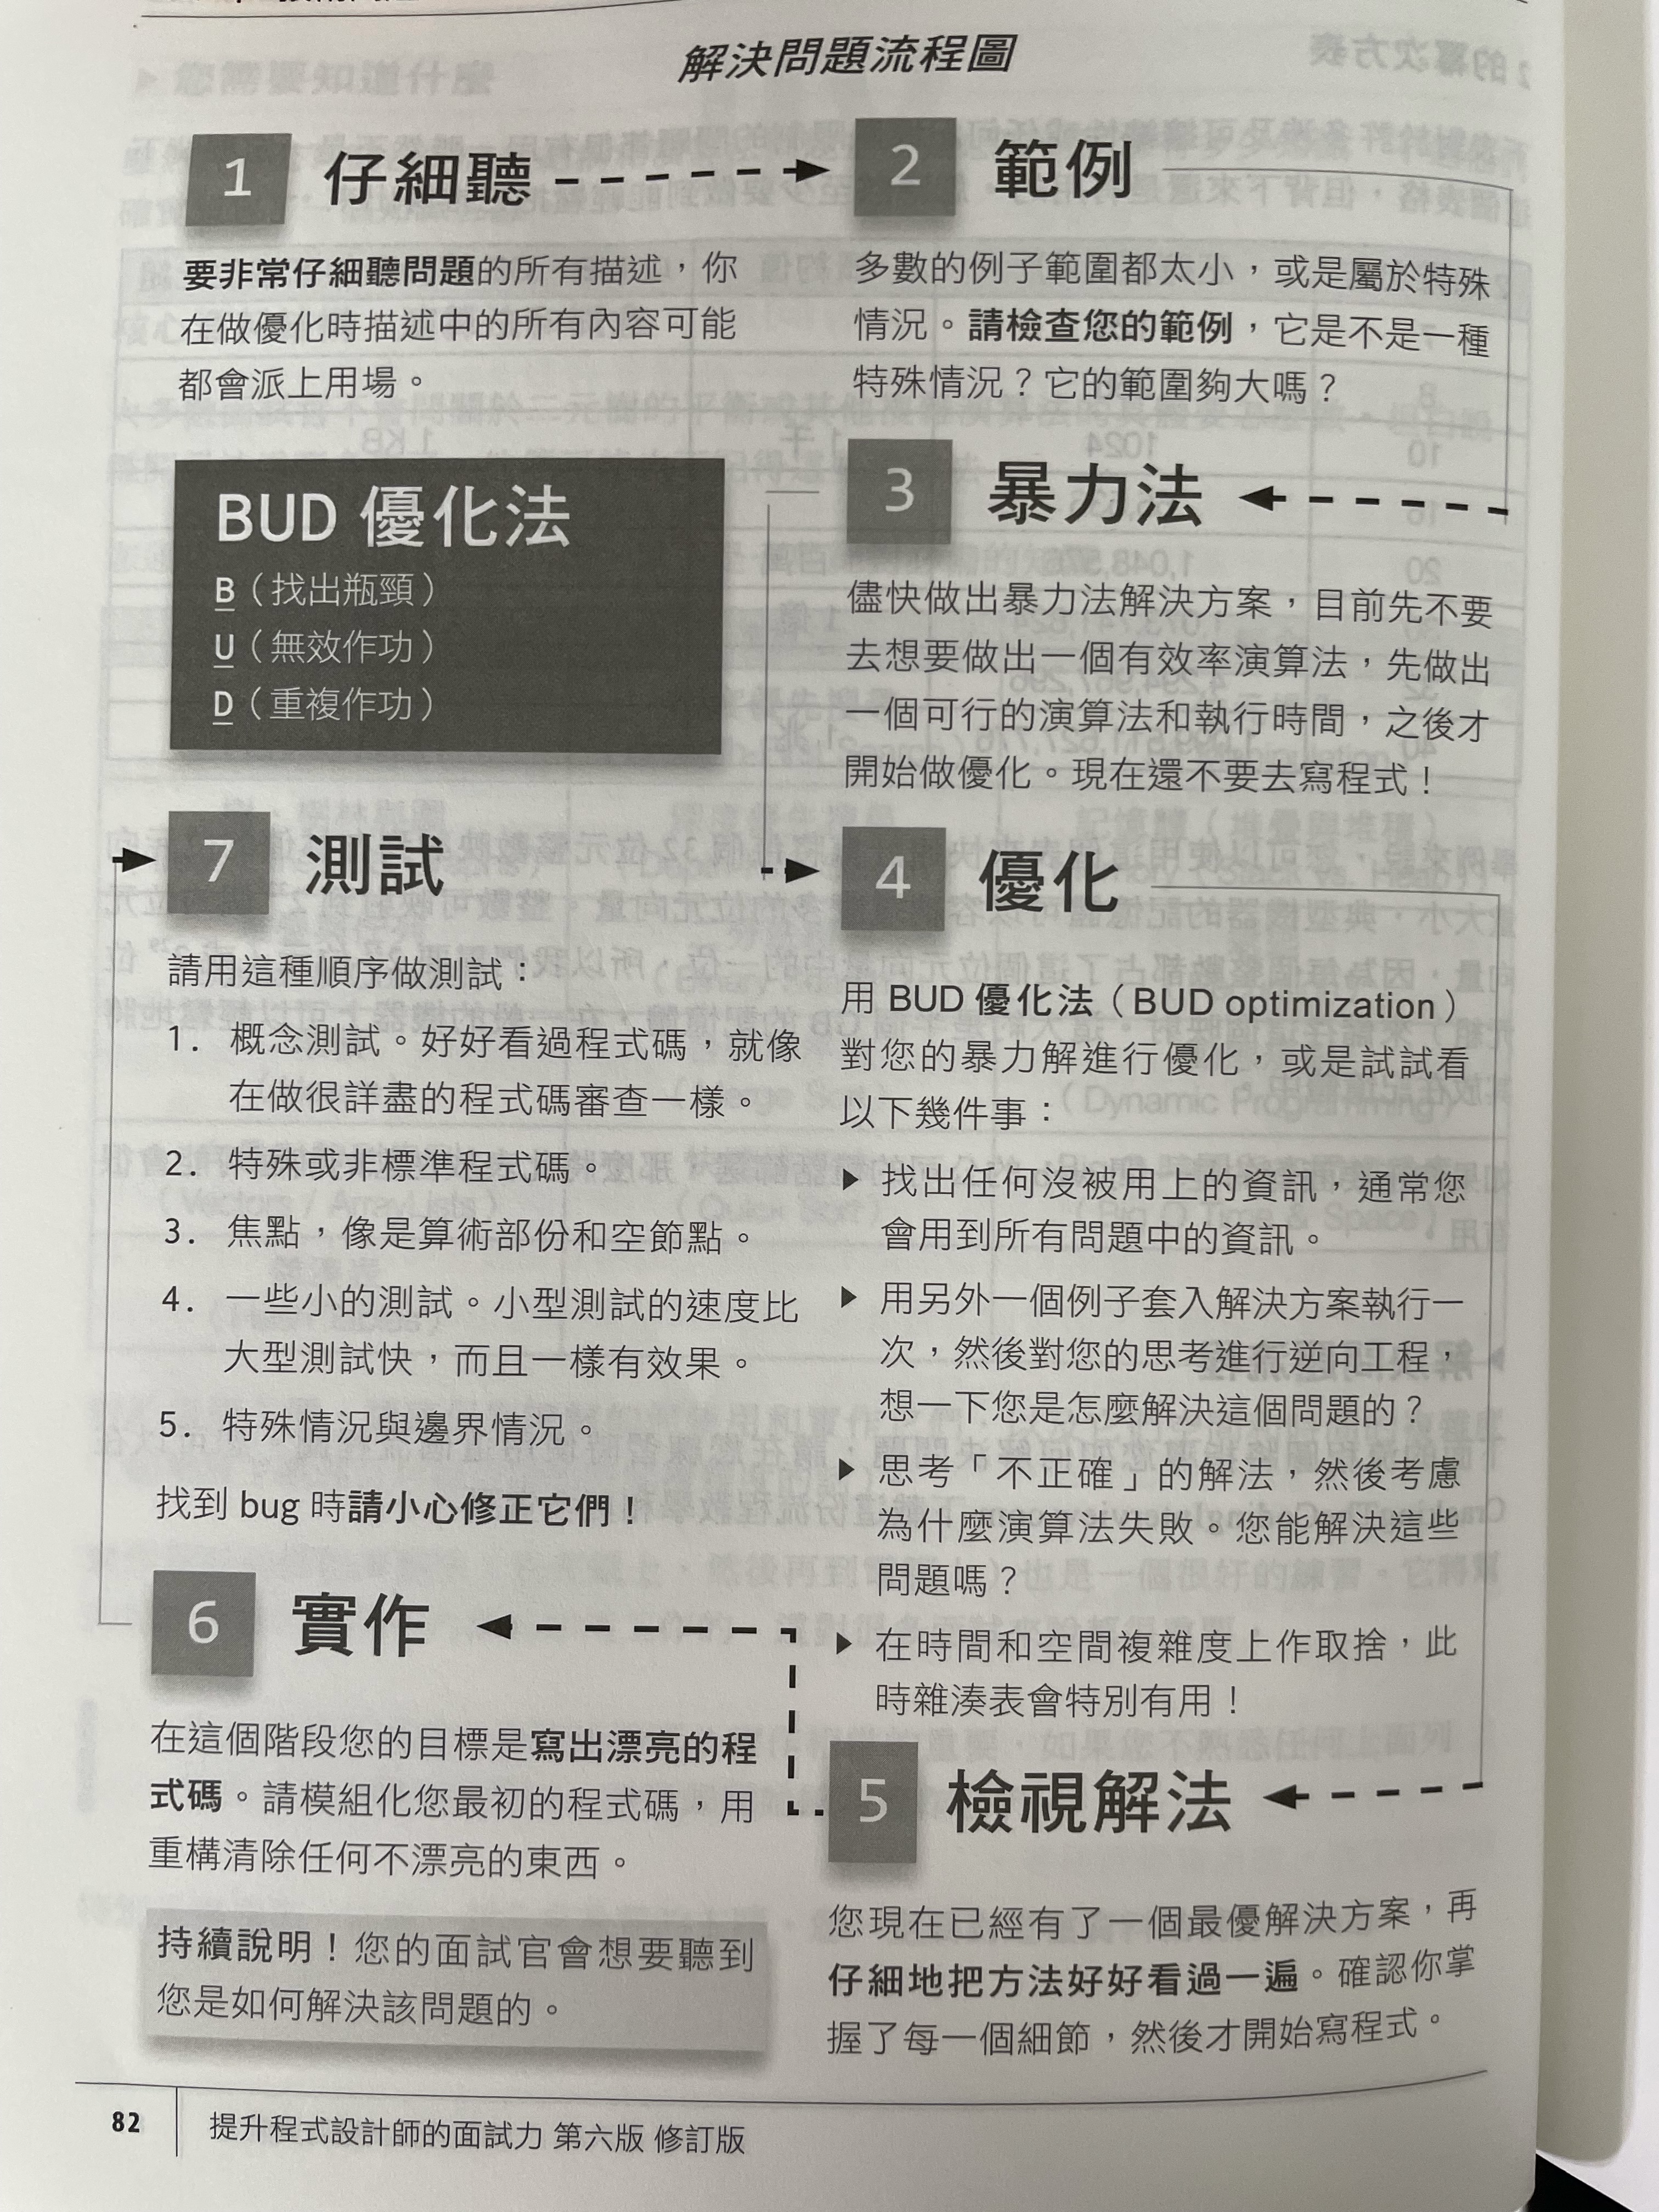 解決問題流程圖
1 仔細聽
要非常仔細聽問題的所有描述，你
在做優化時描述中的所有內容可能
都會派上用場。
2 範例
多數的例子範圍都太小，或是屬於特殊
情況。請檢查您的範例，它是不是一種
特殊情況？它的範圍夠大嗎？
BUD 優化法
B（找出瓶頸）
U（無效作功）
D（重複作功）
3 暴力法
儘快做出暴力法解決方案，目前先不要
去想要做出一個有效率演算法，先做出
一個可行的演算法和執行時間，之後才
開始做優化。現在還不要去寫程式！
4 優化
用 BUD 優化法（BUD optimization）
對您的暴力解進行優化，或是試試看
以下幾件事：
▶ 找出任何沒被用上的資訊，通常您
會用到所有問題中的資訊。
▶ 用另外一個例子套入解決方案執行一
次，然後對您的思考進行逆向工程，
想一下您是怎麼解決這個問題的？
▶ 思考「不正確」的解法，然後考慮
為什麼演算法失敗。您能解決這些
問題嗎？
▶ 在時間和空間複雜度上作取捨，此
時雜湊表會特別有用！
5 檢視解法
您現在已經有了一個最優解決方案，再
仔細地把方法好好看過一遍。確認你掌
握了每一個細節，然後才開始寫程式。
6 實作
在這個階段您的目標是寫出漂亮的程
式碼。請模組化您最初的程式碼，用
重構清除任何不漂亮的東西。
持續說明！您的面試官會想要聽到
您是如何解決該問題的。
7 測試
請用這種順序做測試：
1. 概念測試。好好看過程式碼，就像
在做很詳盡的程式碼審查一樣。
2. 特殊或非標準程式碼。
3. 焦點，像是算術部份和空節點。
4. 一些小的測試。小型測試的速度比
大型測試快，而且一樣有效果。
5. 特殊情況與邊界情況。
找到 bug 時請小心修正它們！
82 提升程式設計師的面試力 第六版 修訂版